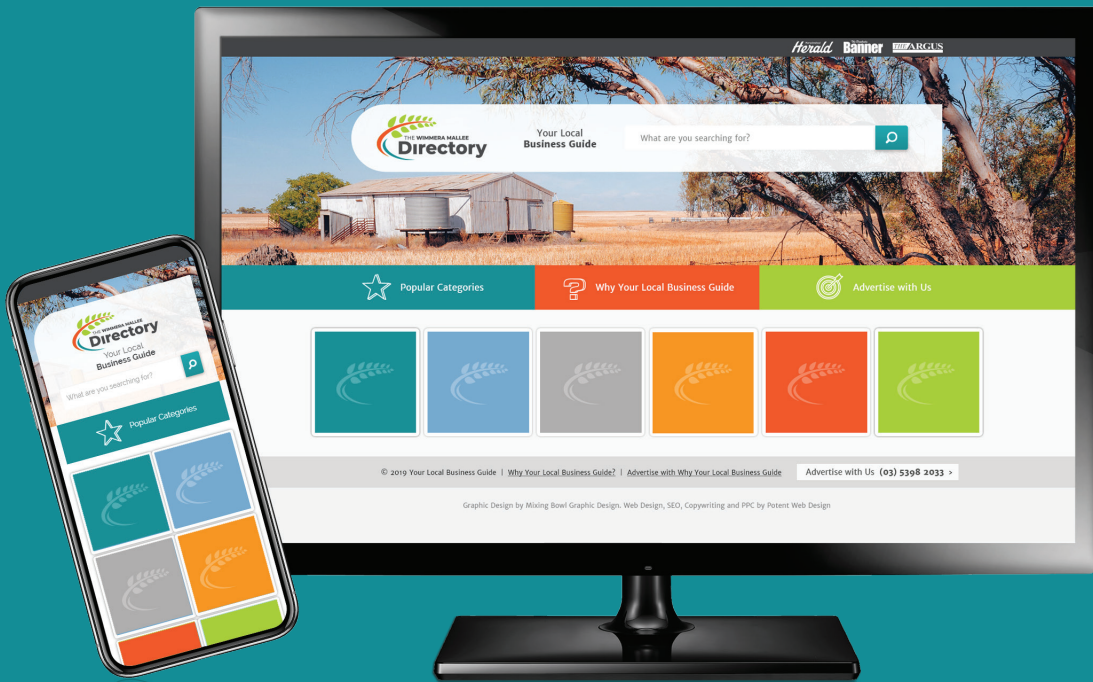 Herald Banner THE ARGUS
THE WIMMERA MALLEE
Directory
Your Local
Business Guide
What are you searching for?
Popular Categories
Why Your Local Business Guide
Advertise with Us
© 2019 Your Local Business Guide | Why Your Local Business Guide? | Advertise with Why Your Local Business Guide
Advertise with Us (03) 5398 2033 >
Graphic Design by Mixing Bowl Graphic Design. Web Design, SEO, Copywriting and PPC by Potent Web Design
THE WIMMERA MALLEE
Directory
Your Local
Business Guide
What are you searching for?
Popular Categories